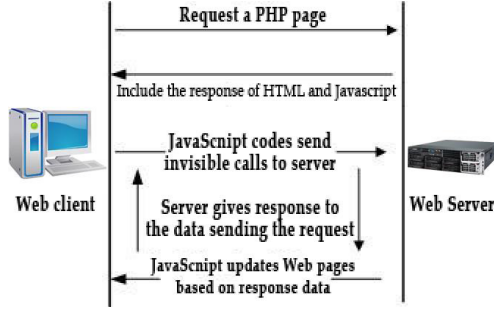 Request a PHP page
Include the response of HTML and Javascript
JavaScnipt codes send
invisible calls to server
Web client
Web Server
Server gives response to
the data sending the request
JavaScnipt updates Web pages
based on response data